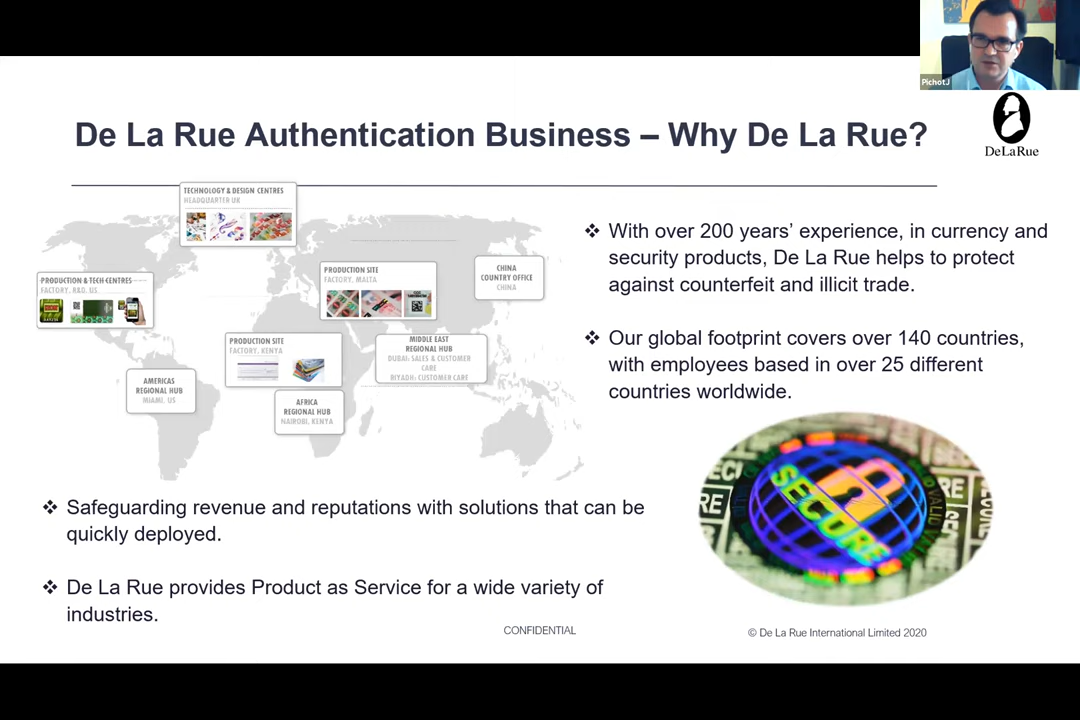 PichotJ
De La Rue Authentication Business – Why De La Rue?
DeLaRue
TECHNOLOGY & DESIGN CENTRES
HEADQUARTER UK
PRODUCTION & TECH CENTRES
FACTORY, R&D, US
PRODUCTION SITE
FACTORY, MALTA
CHINA
COUNTRY OFFICE
CHINA
PRODUCTION SITE
FACTORY, KENYA
MIDDLE EAST
REGIONAL HUB
DUBAI: SALES & CUSTOMER
CARE
RIYADH: CUSTOMER CARE
AMERICAS
REGIONAL HUB
MIAMI, US
AFRICA
REGIONAL HUB
NAIROBI, KENYA
❖ With over 200 years’ experience, in currency and
security products, De La Rue helps to protect
against counterfeit and illicit trade.
❖ Our global footprint covers over 140 countries,
with employees based in over 25 different
countries worldwide.
SECURE
VALID
❖ Safeguarding revenue and reputations with solutions that can be
quickly deployed.
❖ De La Rue provides Product as Service for a wide variety of
industries.
CONFIDENTIAL
© De La Rue International Limited 2020